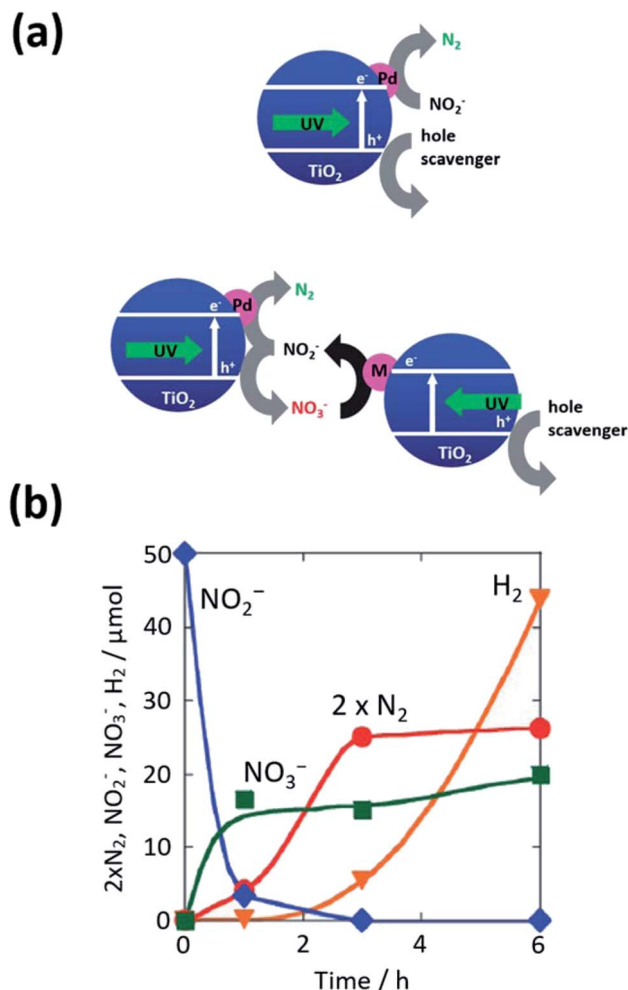 (a)
N₂
Pd
e⁻
NO₂⁻
UV
h⁺
hole
scavenger
TiO₂
Pd
e⁻
N₂
UV
h⁺
NO₂⁻
TiO₂
NO₃⁻
M
e⁻
UV
h⁺
hole
scavenger
TiO₂
(b)
2xN₂, NO₂⁻, NO₃⁻, H₂ / μmol
50
40
30
20
10
0
NO₂⁻
H₂
2 x N₂
NO₃⁻
0 2 4 6
Time / h